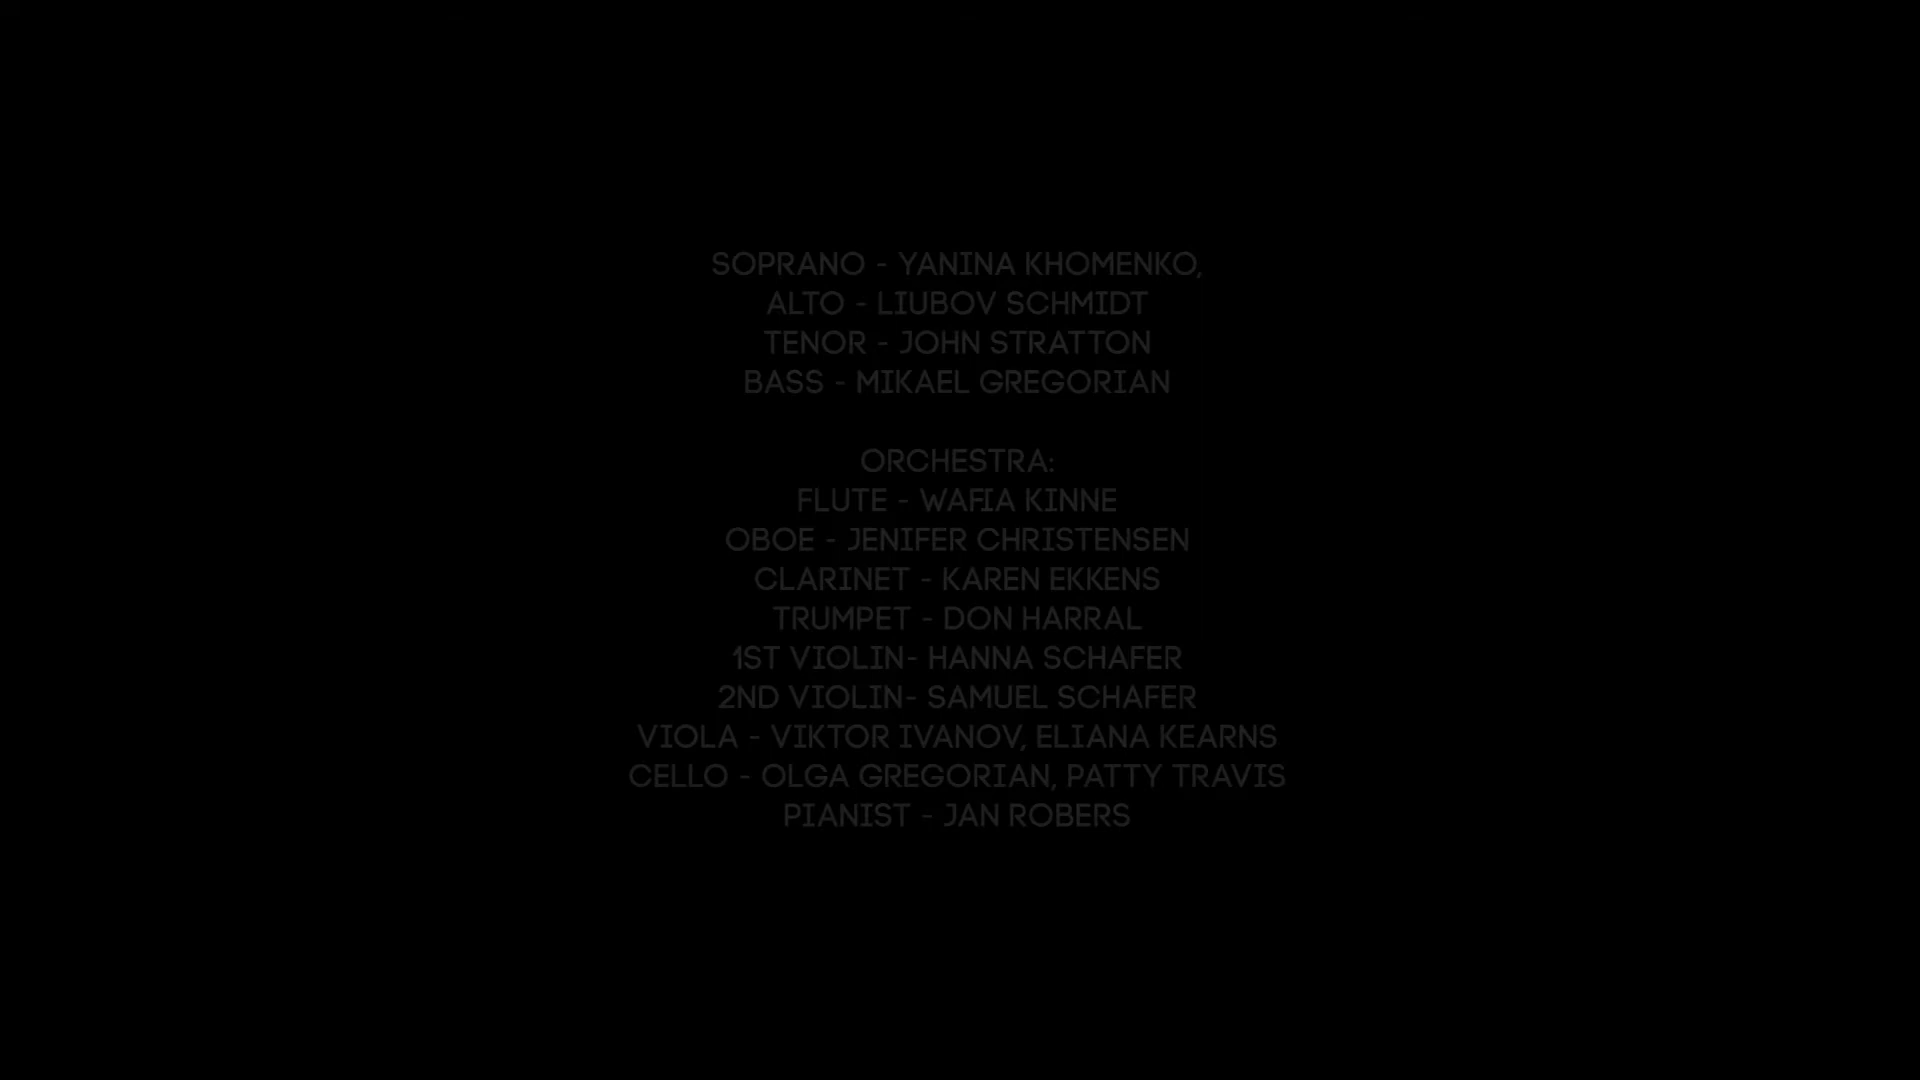 SOPRANO - YANINA KHOMENKO,
ALTO - LIUBOV SCHMIDT
TENOR - JOHN STRATTON
BASS - MIKAEL GREGORIAN
ORCHESTRA:
FLUTE - WAFIA KINNE
OBOE - JENIFER CHRISTENSEN
CLARINET - KAREN EKKENS
TRUMPET - DON HARRAL
1ST VIOLIN- HANNA SCHAFER
2ND VIOLIN- SAMUEL SCHAFER
VIOLA - VIKTOR IVANOV, ELIANA KEARNS
CELLO - OLGA GREGORIAN, PATTY TRAVIS
PIANIST - JAN ROBERS